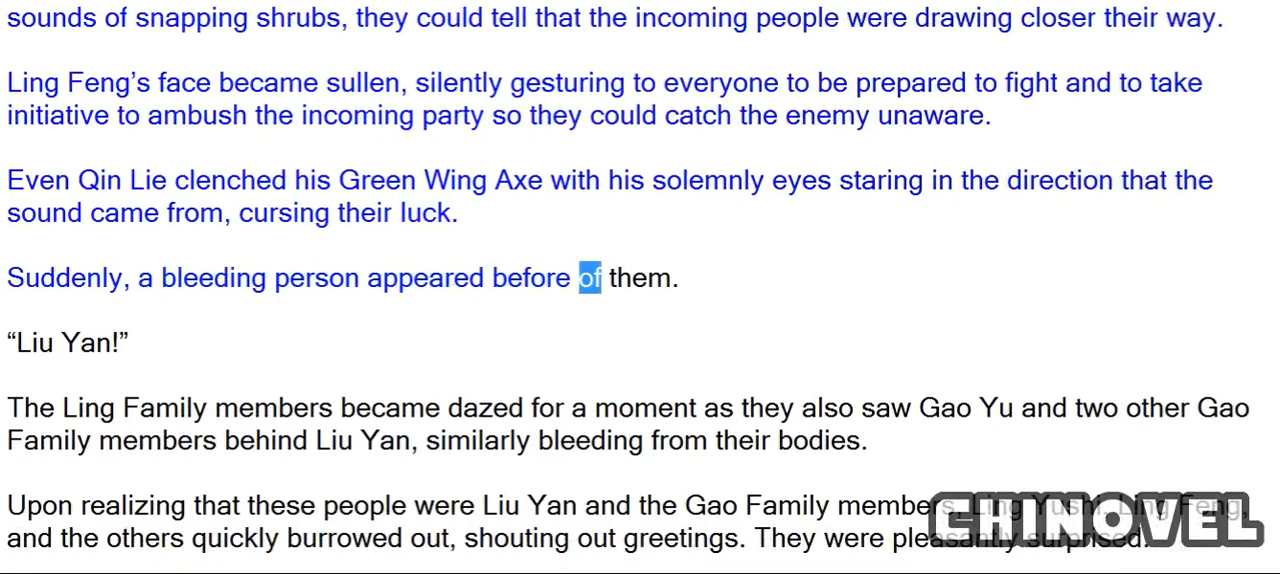 sounds of snapping shrubs, they could tell that the incoming people were drawing closer their way.
Ling Feng’s face became sullen, silently gesturing to everyone to be prepared to fight and to take
initiative to ambush the incoming party so they could catch the enemy unaware.
Even Qin Lie clenched his Green Wing Axe with his solemnly eyes staring in the direction that the
sound came from, cursing their luck.
Suddenly, a bleeding person appeared before of them.
“Liu Yan!”
The Ling Family members became dazed for a moment as they also saw Gao Yu and two other Gao
Family members behind Liu Yan, similarly bleeding from their bodies.
Upon realizing that these people were Liu Yan and the Gao Family members, Ling Yushi, Ling Feng,
and the others quickly burrowed out, shouting out greetings. They were pleasantly surprised.
CHINOVEL